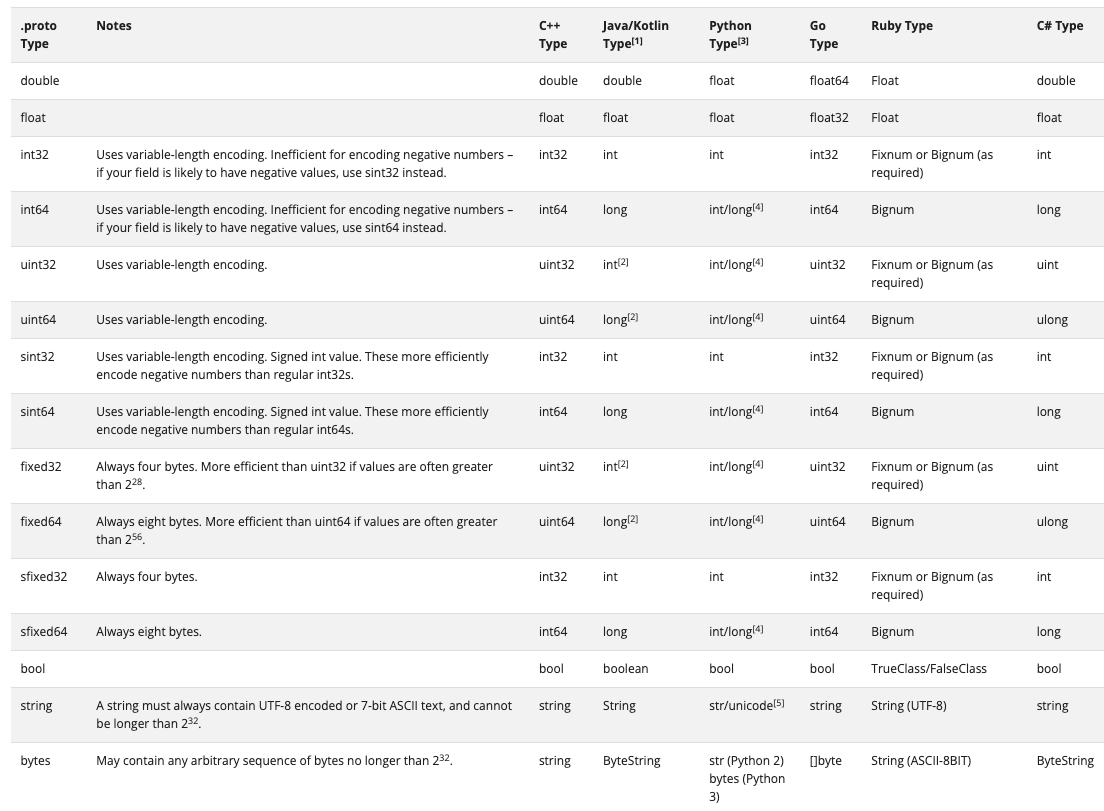 .proto Type	Notes	C++ Type	Java/Kotlin Type[1]	Python Type[3]	Go Type	Ruby Type	C# Type
double		double	double	float	float64	Float	double
float		float	float	float	float32	Float	float
int32	Uses variable-length encoding. Inefficient for encoding negative numbers – if your field is likely to have negative values, use sint32 instead.	int32	int	int	int32	Fixnum or Bignum (as required)	int
int64	Uses variable-length encoding. Inefficient for encoding negative numbers – if your field is likely to have negative values, use sint64 instead.	int64	long	int/long[4]	int64	Bignum	long
uint32	Uses variable-length encoding.	uint32	int[2]	int/long[4]	uint32	Fixnum or Bignum (as required)	uint
uint64	Uses variable-length encoding.	uint64	long[2]	int/long[4]	uint64	Bignum	ulong
sint32	Uses variable-length encoding. Signed int value. These more efficiently encode negative numbers than regular int32s.	int32	int	int	int32	Fixnum or Bignum (as required)	int
sint64	Uses variable-length encoding. Signed int value. These more efficiently encode negative numbers than regular int64s.	int64	long	int/long[4]	int64	Bignum	long
fixed32	Always four bytes. More efficient than uint32 if values are often greater than 2²⁸.	uint32	int[2]	int/long[4]	uint32	Fixnum or Bignum (as required)	uint
fixed64	Always eight bytes. More efficient than uint64 if values are often greater than 2⁵⁶.	uint64	long[2]	int/long[4]	uint64	Bignum	ulong
sfixed32	Always four bytes.	int32	int	int	int32	Fixnum or Bignum (as required)	int
sfixed64	Always eight bytes.	int64	long	int/long[4]	int64	Bignum	long
bool		bool	boolean	bool	bool	TrueClass/FalseClass	bool
string	A string must always contain UTF-8 encoded or 7-bit ASCII text, and cannot be longer than 2³².	string	String	str/unicode[5]	string	String (UTF-8)	string
bytes	May contain any arbitrary sequence of bytes no longer than 2³².	string	ByteString	str (Python 2) bytes (Python 3)	[]byte	String (ASCII-8BIT)	ByteString